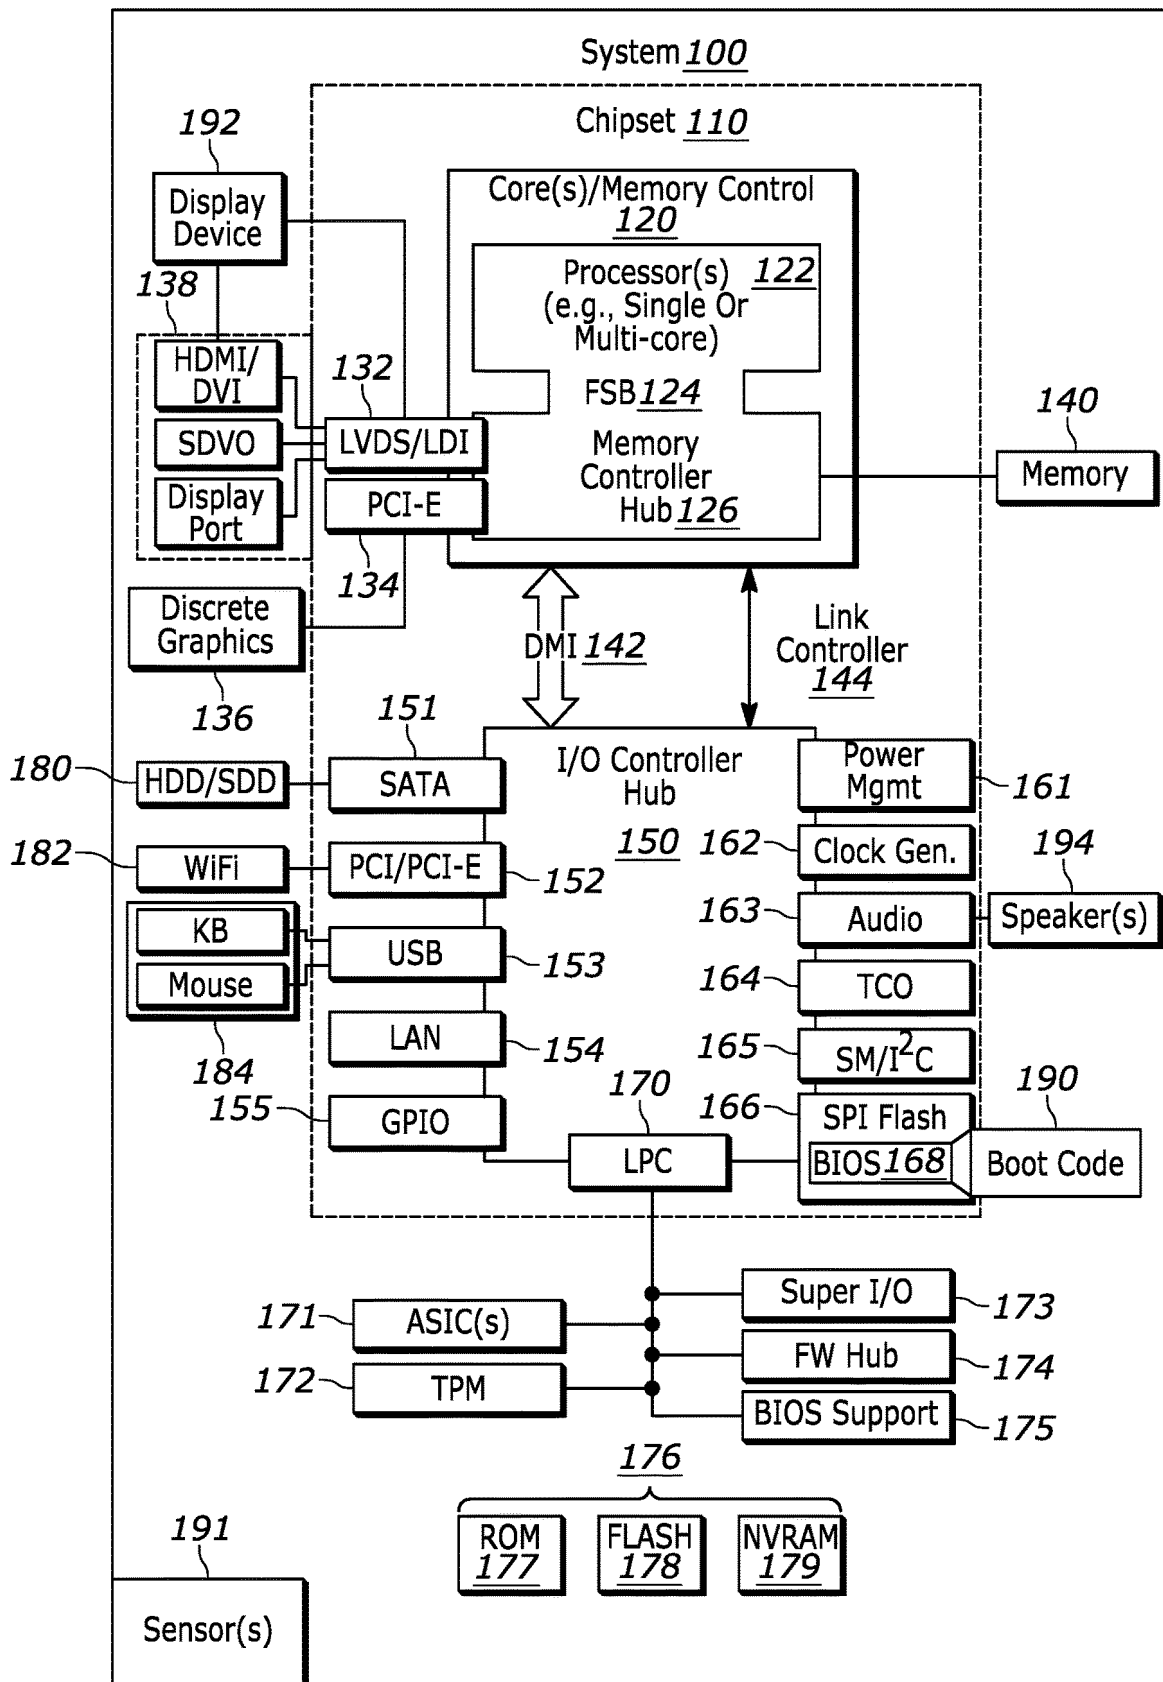 System 100
Chipset 110
192
Display
Device
Core(s)/Memory Control
120
Processor(s) 122
(e.g., Single Or
Multi-core)
138
HDMI/
DVI
132
FSB 124
SDVO
LVDS/LDI
140
Memory
Display
Port
PCI-E
Memory
Controller
Hub 126
134
Discrete
Graphics
136
DMI 142
Link
Controller
144
151
180
HDD/SDD
SATA
I/O Controller
Hub
150
Power
Mgmt
161
182
WiFi
PCI/PCI-E
152
162
Clock Gen.
194
KB
Mouse
184
USB
153
163
Audio
Speaker(s)
164
TCO
LAN
154
165
SM/I²C
155
GPIO
170
LPC
166
SPI Flash
BIOS 168
190
Boot Code
171
ASIC(s)
Super I/O
173
172
TPM
FW Hub
174
BIOS Support
175
176
ROM
177
FLASH
178
NVRAM
179
191
Sensor(s)